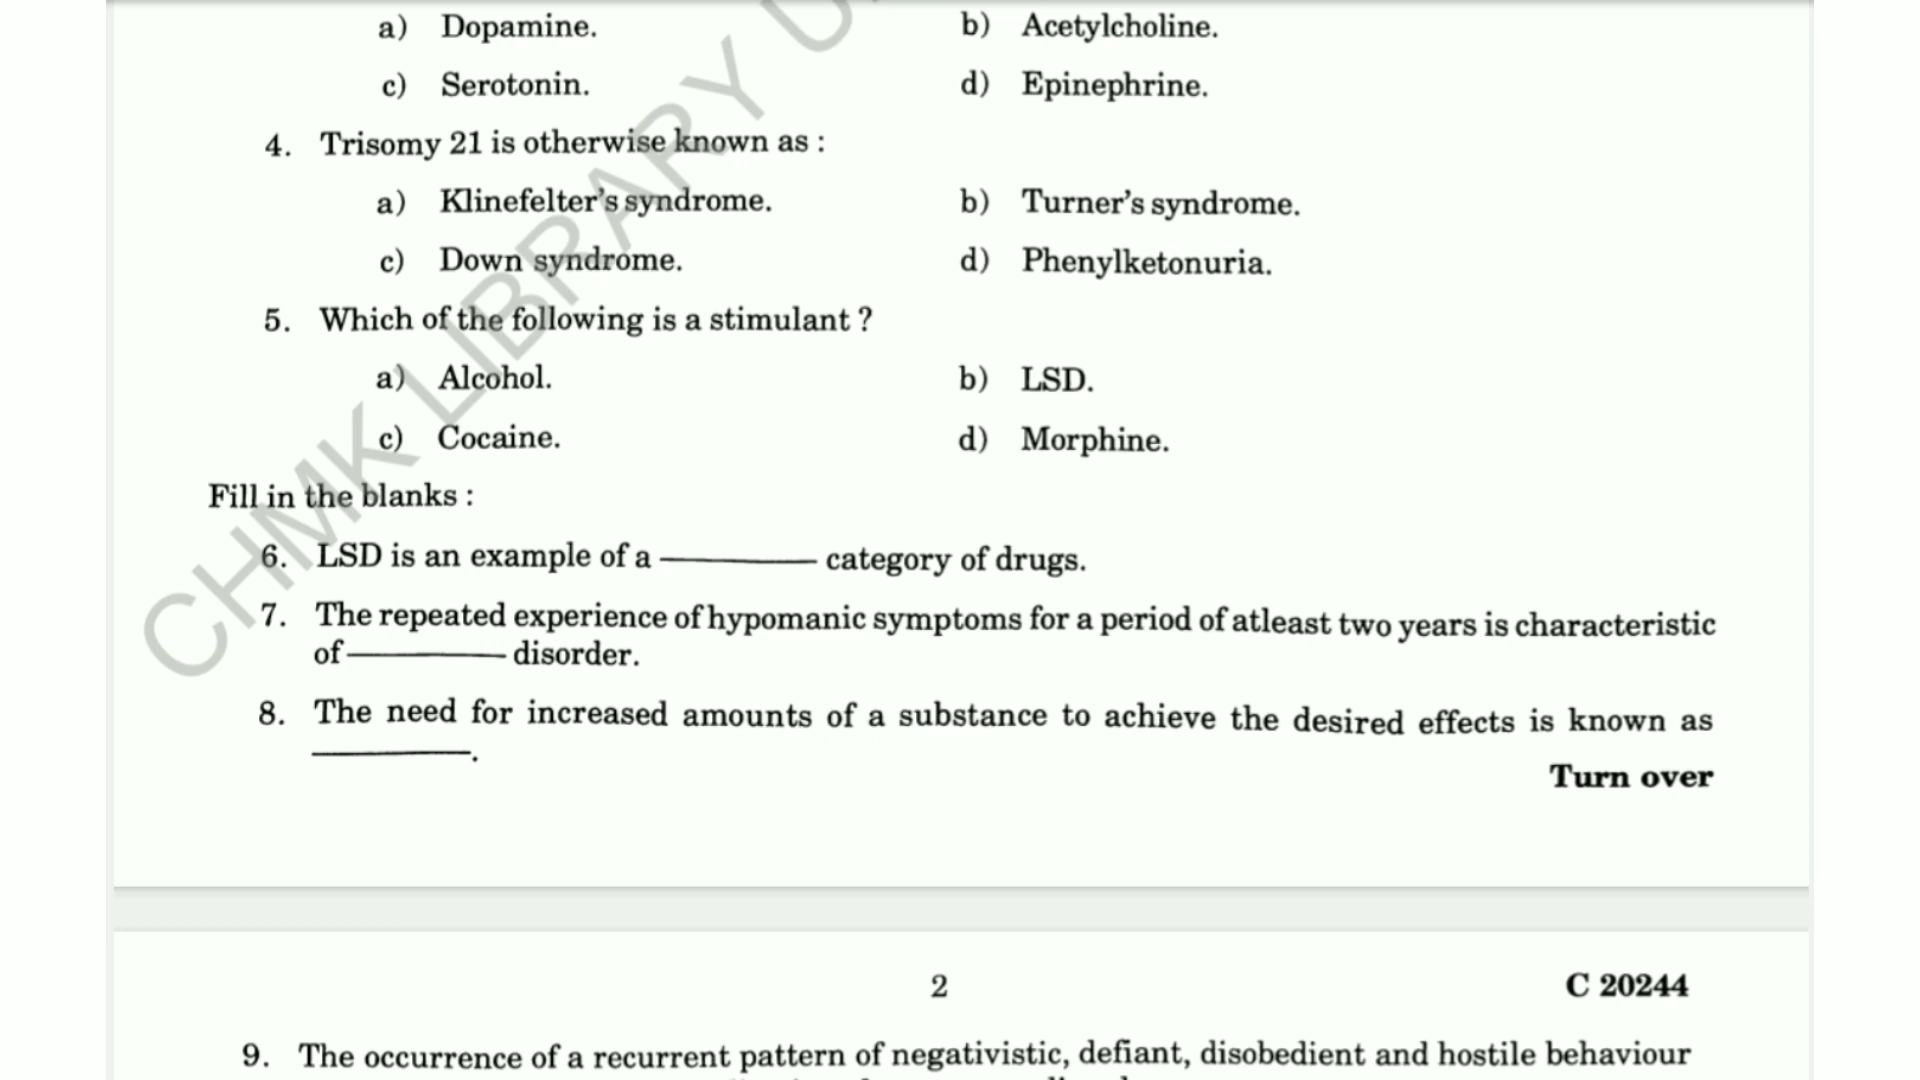 a) Dopamine. b) Acetylcholine.
c) Serotonin. d) Epinephrine.
4. Trisomy 21 is otherwise known as :
a) Klinefelter's syndrome. b) Turner's syndrome.
c) Down syndrome. d) Phenylketonuria.
5. Which of the following is a stimulant ?
a) Alcohol. b) LSD.
c) Cocaine. d) Morphine.
Fill in the blanks :
6. LSD is an example of a ———— category of drugs.
7. The repeated experience of hypomanic symptoms for a period of atleast two years is characteristic
of ———— disorder.
8. The need for increased amounts of a substance to achieve the desired effects is known as
————.
Turn over
CHMK LIBRARY
2 C 20244
9. The occurrence of a recurrent pattern of negativistic, defiant, disobedient and hostile behaviour